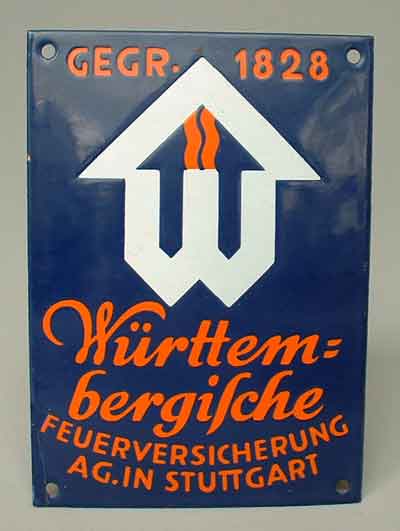 GEGR. 1828
W
Württem=
bergiſche
FEUERVERSICHERUNG
AG. IN STUTTGART